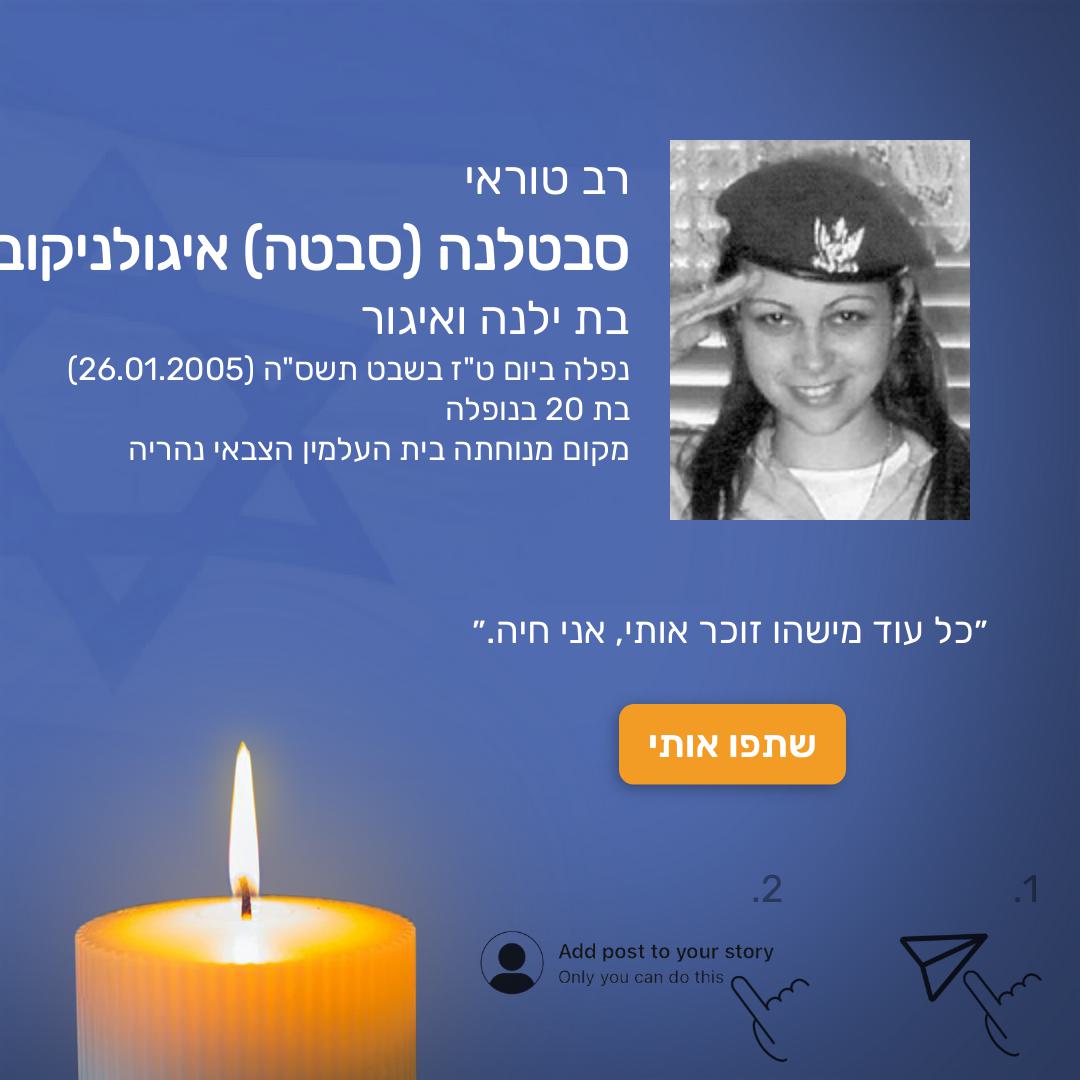 רב טוראי
סבטלנה (סבטה) איגולניקוב
בת ילנה ואיגור
נפלה ביום ט"ז בשבט תשס"ה (26.01.2005)
בת 20 בנופלה
מקום מנוחתה בית העלמין הצבאי נהריה
״כל עוד מישהו זוכר אותי, אני חיה.״
שתפו אותי
1.
2.
Add post to your story
Only you can do this